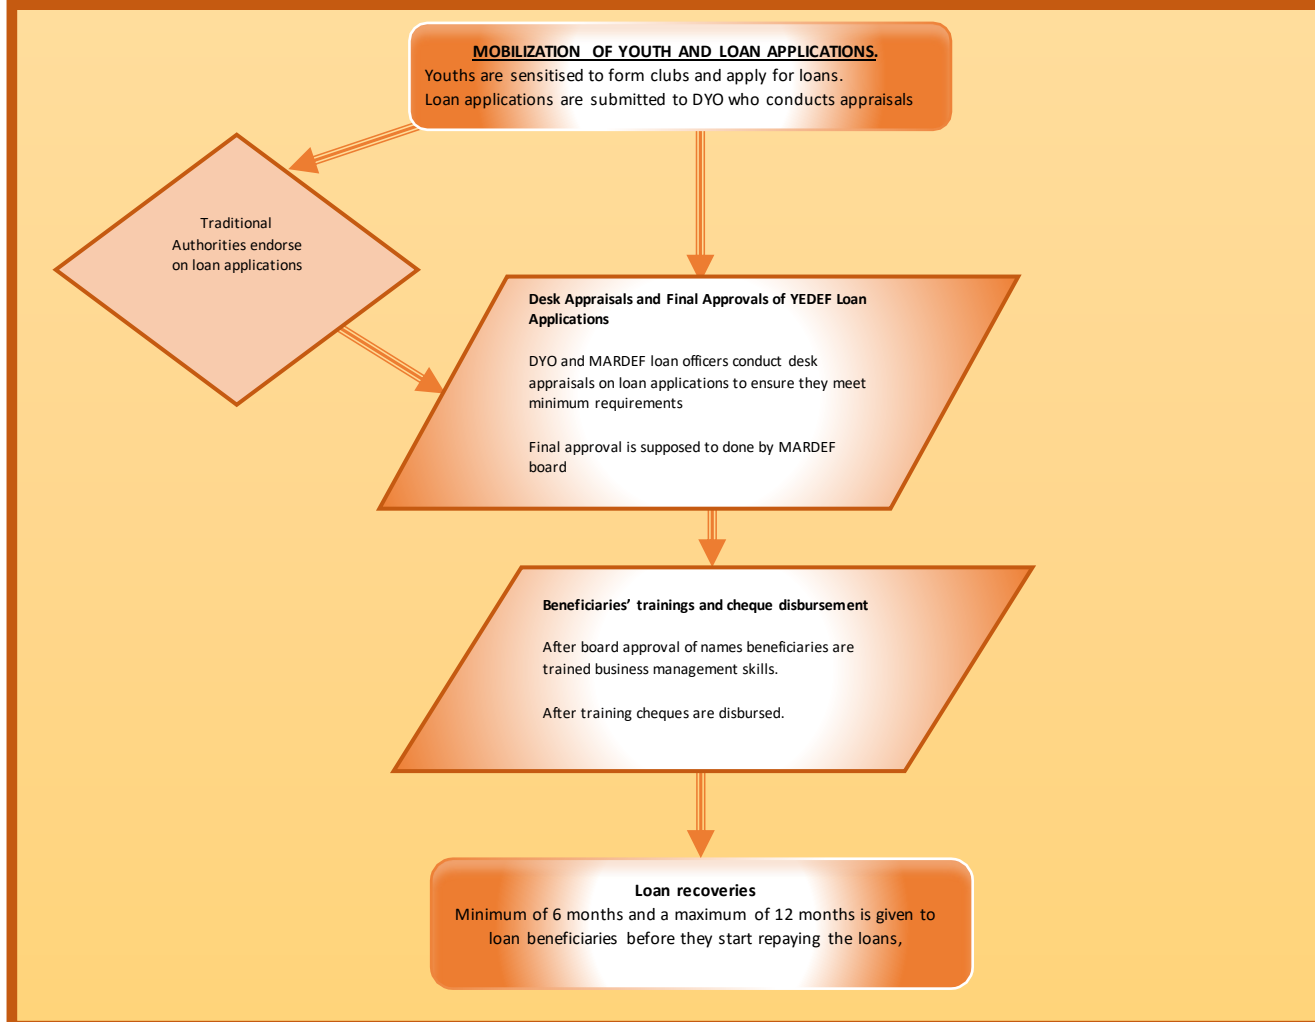 MOBILIZATION OF YOUTH AND LOAN APPLICATIONS.
Youths are sensitised to form clubs and apply for loans.
Loan applications are submitted to DYO who conducts appraisals
Traditional
Authorities endorse
on loan applications
Desk Appraisals and Final Approvals of YEDEF Loan
Applications
DYO and MARDEF loan officers conduct desk
appraisals on loan applications to ensure they meet
minimum requirements
Final approval is supposed to done by MARDEF
board
Beneficiaries’ trainings and cheque disbursement
After board approval of names beneficiaries are
trained business management skills.
After training cheques are disbursed.
Loan recoveries
Minimum of 6 months and a maximum of 12 months is given to
loan beneficiaries before they start repaying the loans,